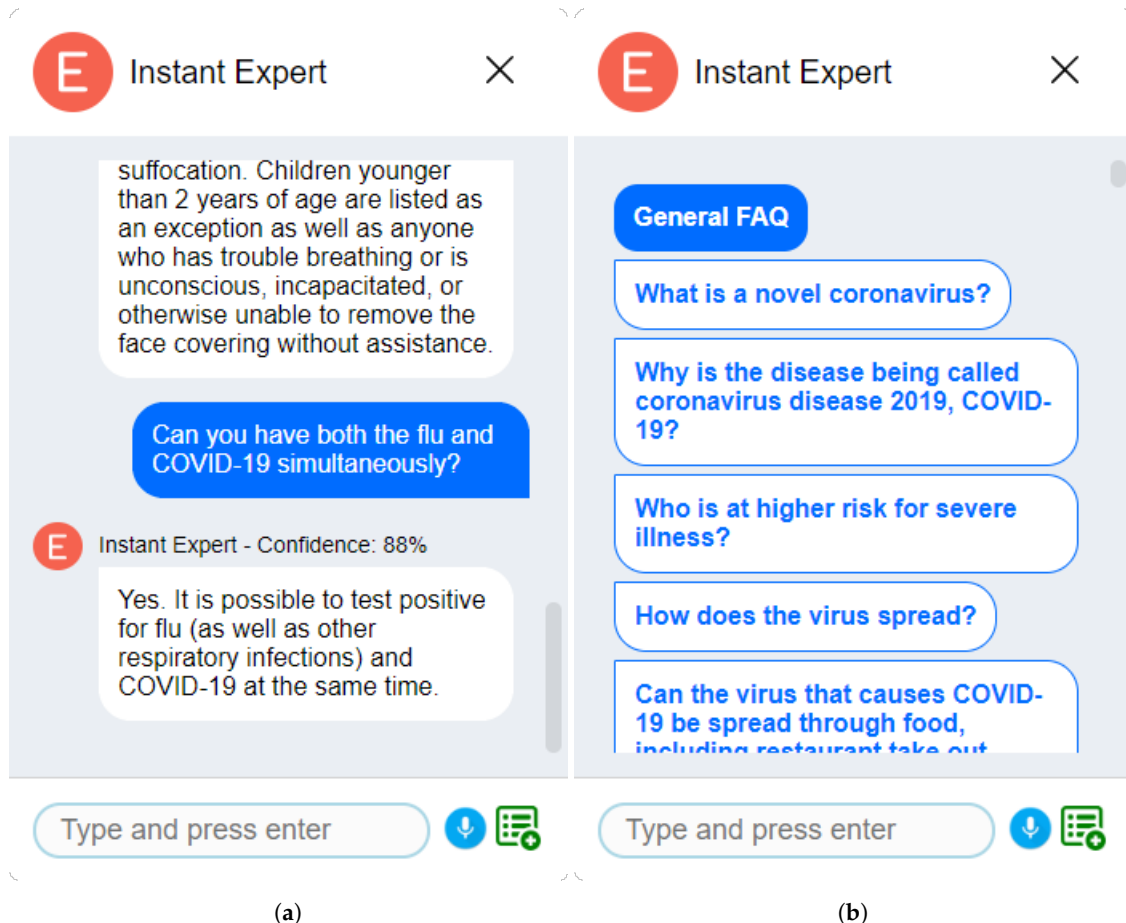 E Instant Expert
suffocation. Children younger
than 2 years of age are listed as
an exception as well as anyone
who has trouble breathing or is
unconscious, incapacitated, or
otherwise unable to remove the
face covering without assistance.
Can you have both the flu and
COVID-19 simultaneously?
E Instant Expert - Confidence: 88%
Yes. It is possible to test positive
for flu (as well as other
respiratory infections) and
COVID-19 at the same time.
Type and press enter
(a)
E Instant Expert
General FAQ
What is a novel coronavirus?
Why is the disease being called
coronavirus disease 2019, COVID-
19?
Who is at higher risk for severe
illness?
How does the virus spread?
Can the virus that causes COVID-
19 be spread through food,
including restaurant take out
Type and press enter
(b)